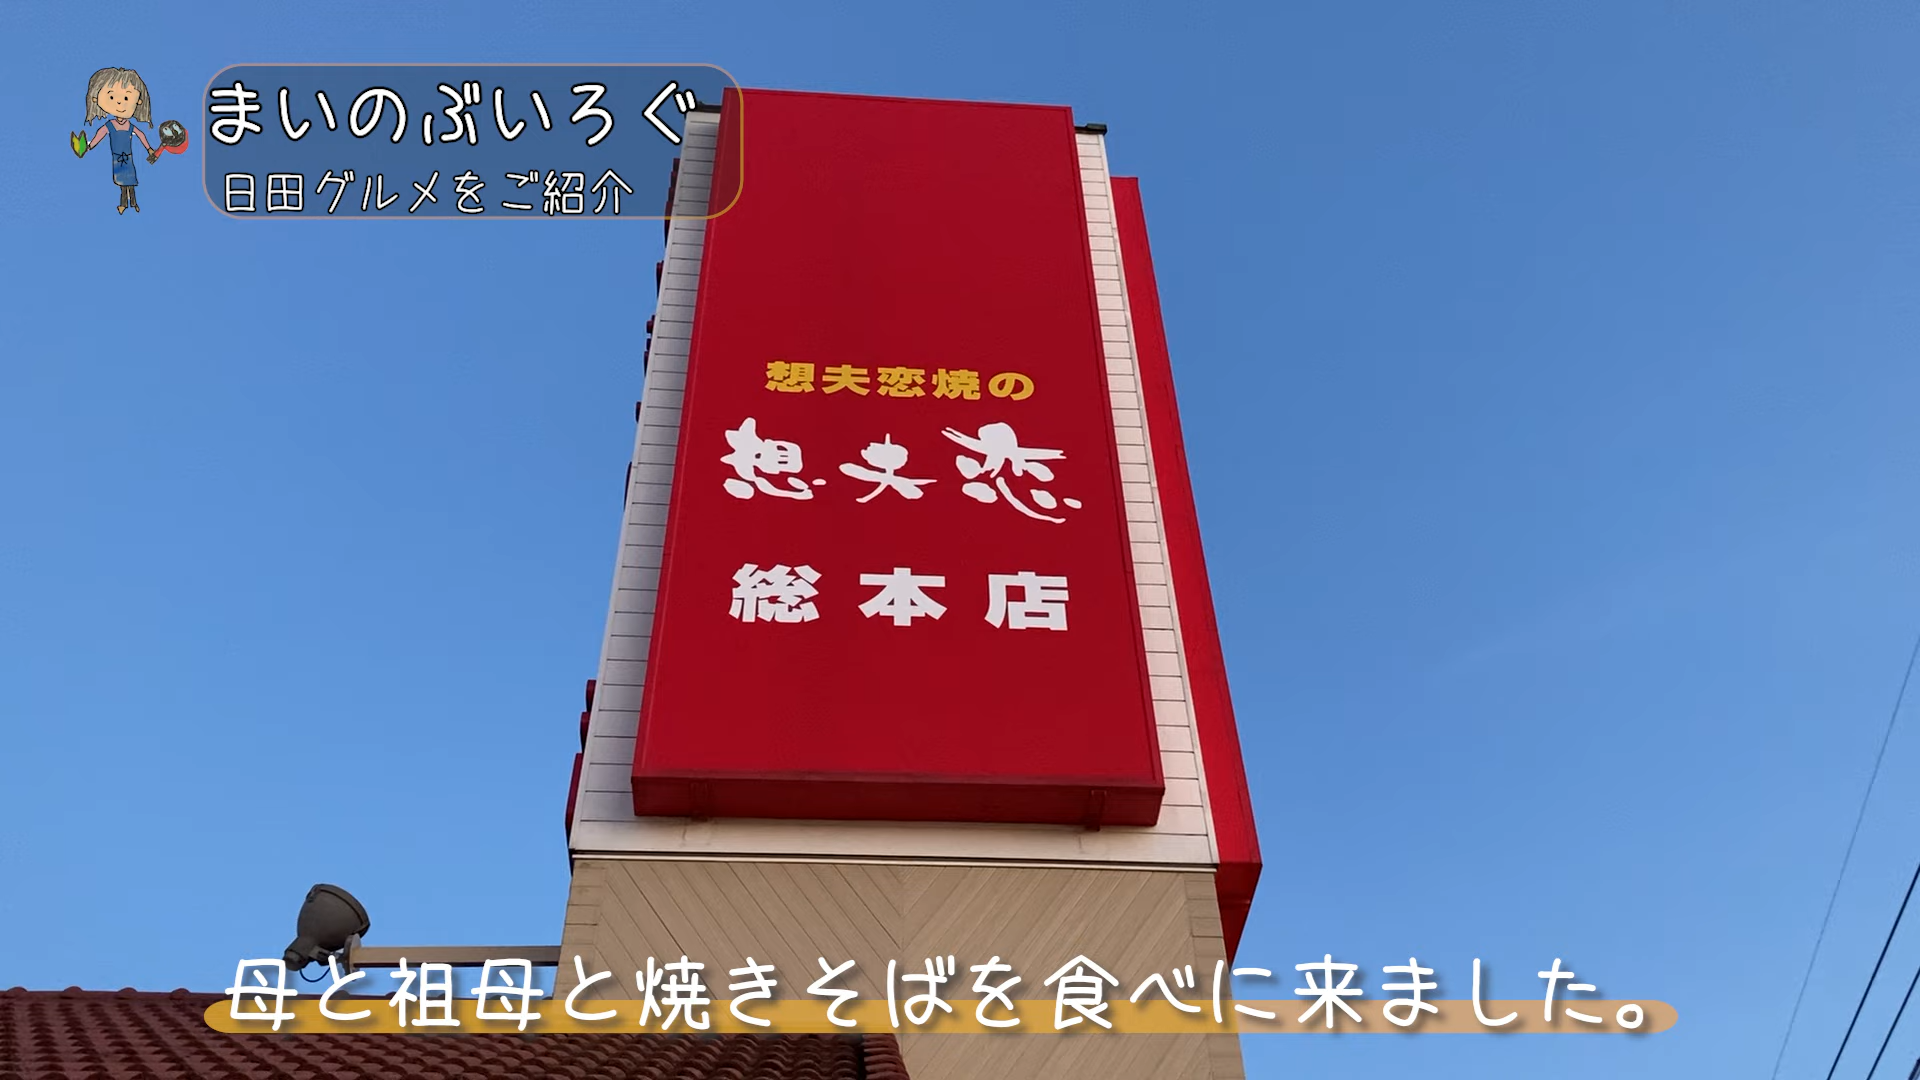 まいのぶいろぐ
日田グルメをご紹介
想夫恋焼の
想夫恋
総本店
母と祖母と焼きそばを食べに来ました。